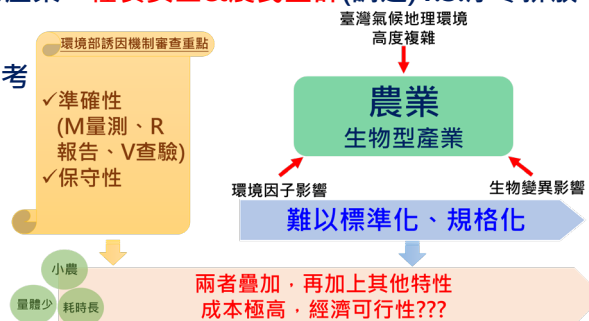 社會責任
環境部誘因機制審查重點
考
✓準確性
(M量測、R
報告、V查驗)
✓保守性
臺灣氣候地理環境
高度複雜
農業
生物型產業
環境因子影響
生物變異影響
難以標準化、規格化
小農
量體少
耗時長
兩者疊加，再加上其他特性
成本極高，經濟可行性???